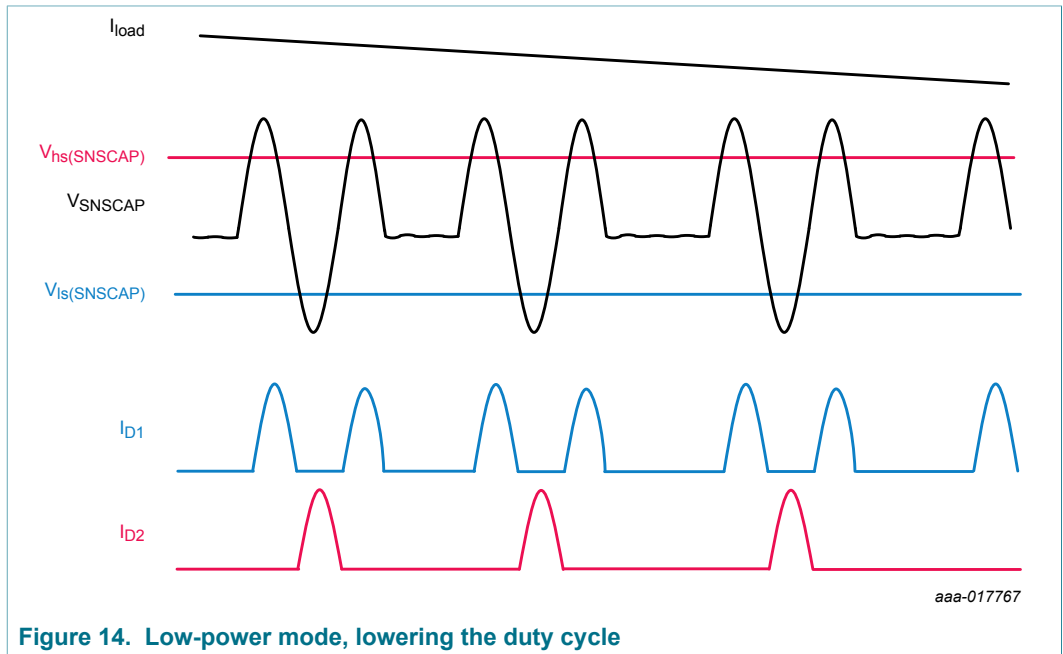 Iload
Vhs(SNSCAP)
VSNSCAP
Vls(SNSCAP)
ID1
ID2
aaa-017767
Figure 14. Low-power mode, lowering the duty cycle